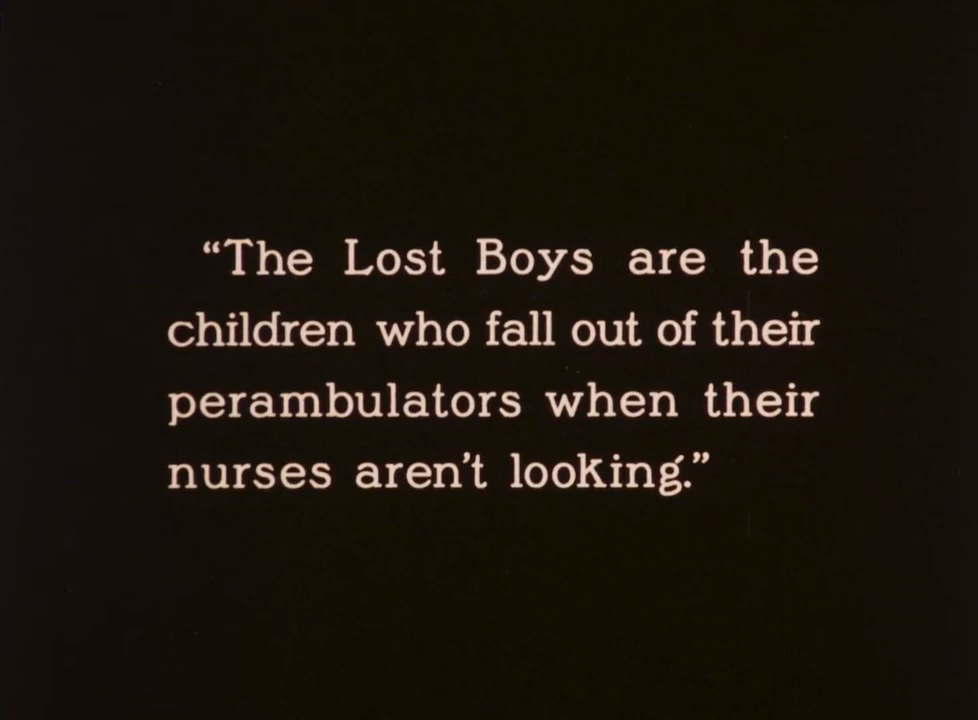 “The Lost Boys are the
children who fall out of their
perambulators when their
nurses aren’t looking.”